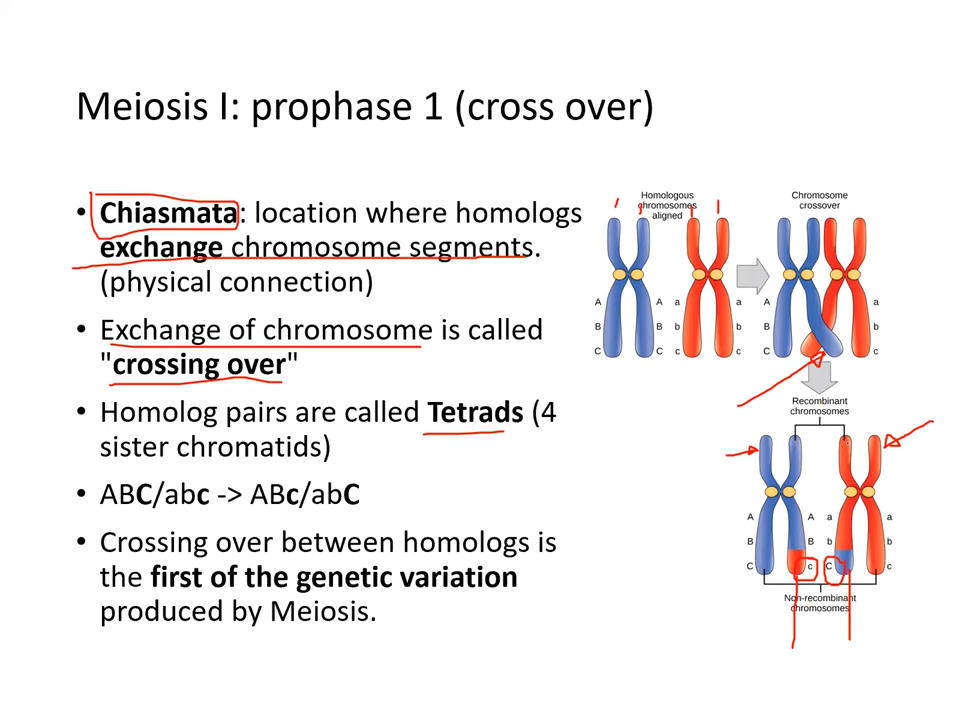 Meiosis I: prophase 1 (cross over)
• Chiasmata: location where homologs
exchange chromosome segments.
(physical connection)
• Exchange of chromosome is called
"crossing over"
• Homolog pairs are called Tetrads (4
sister chromatids)
• ABC/abc -> ABc/abC
• Crossing over between homologs is
the first of the genetic variation
produced by Meiosis.
Homologous
chromosomes
aligned
Chromosome
crossover
A A a a A a
B B b b B b
C C c c C c
Recombinant
chromosomes
A A a a
B B b b
C c C c
Non-recombinant
chromosomes